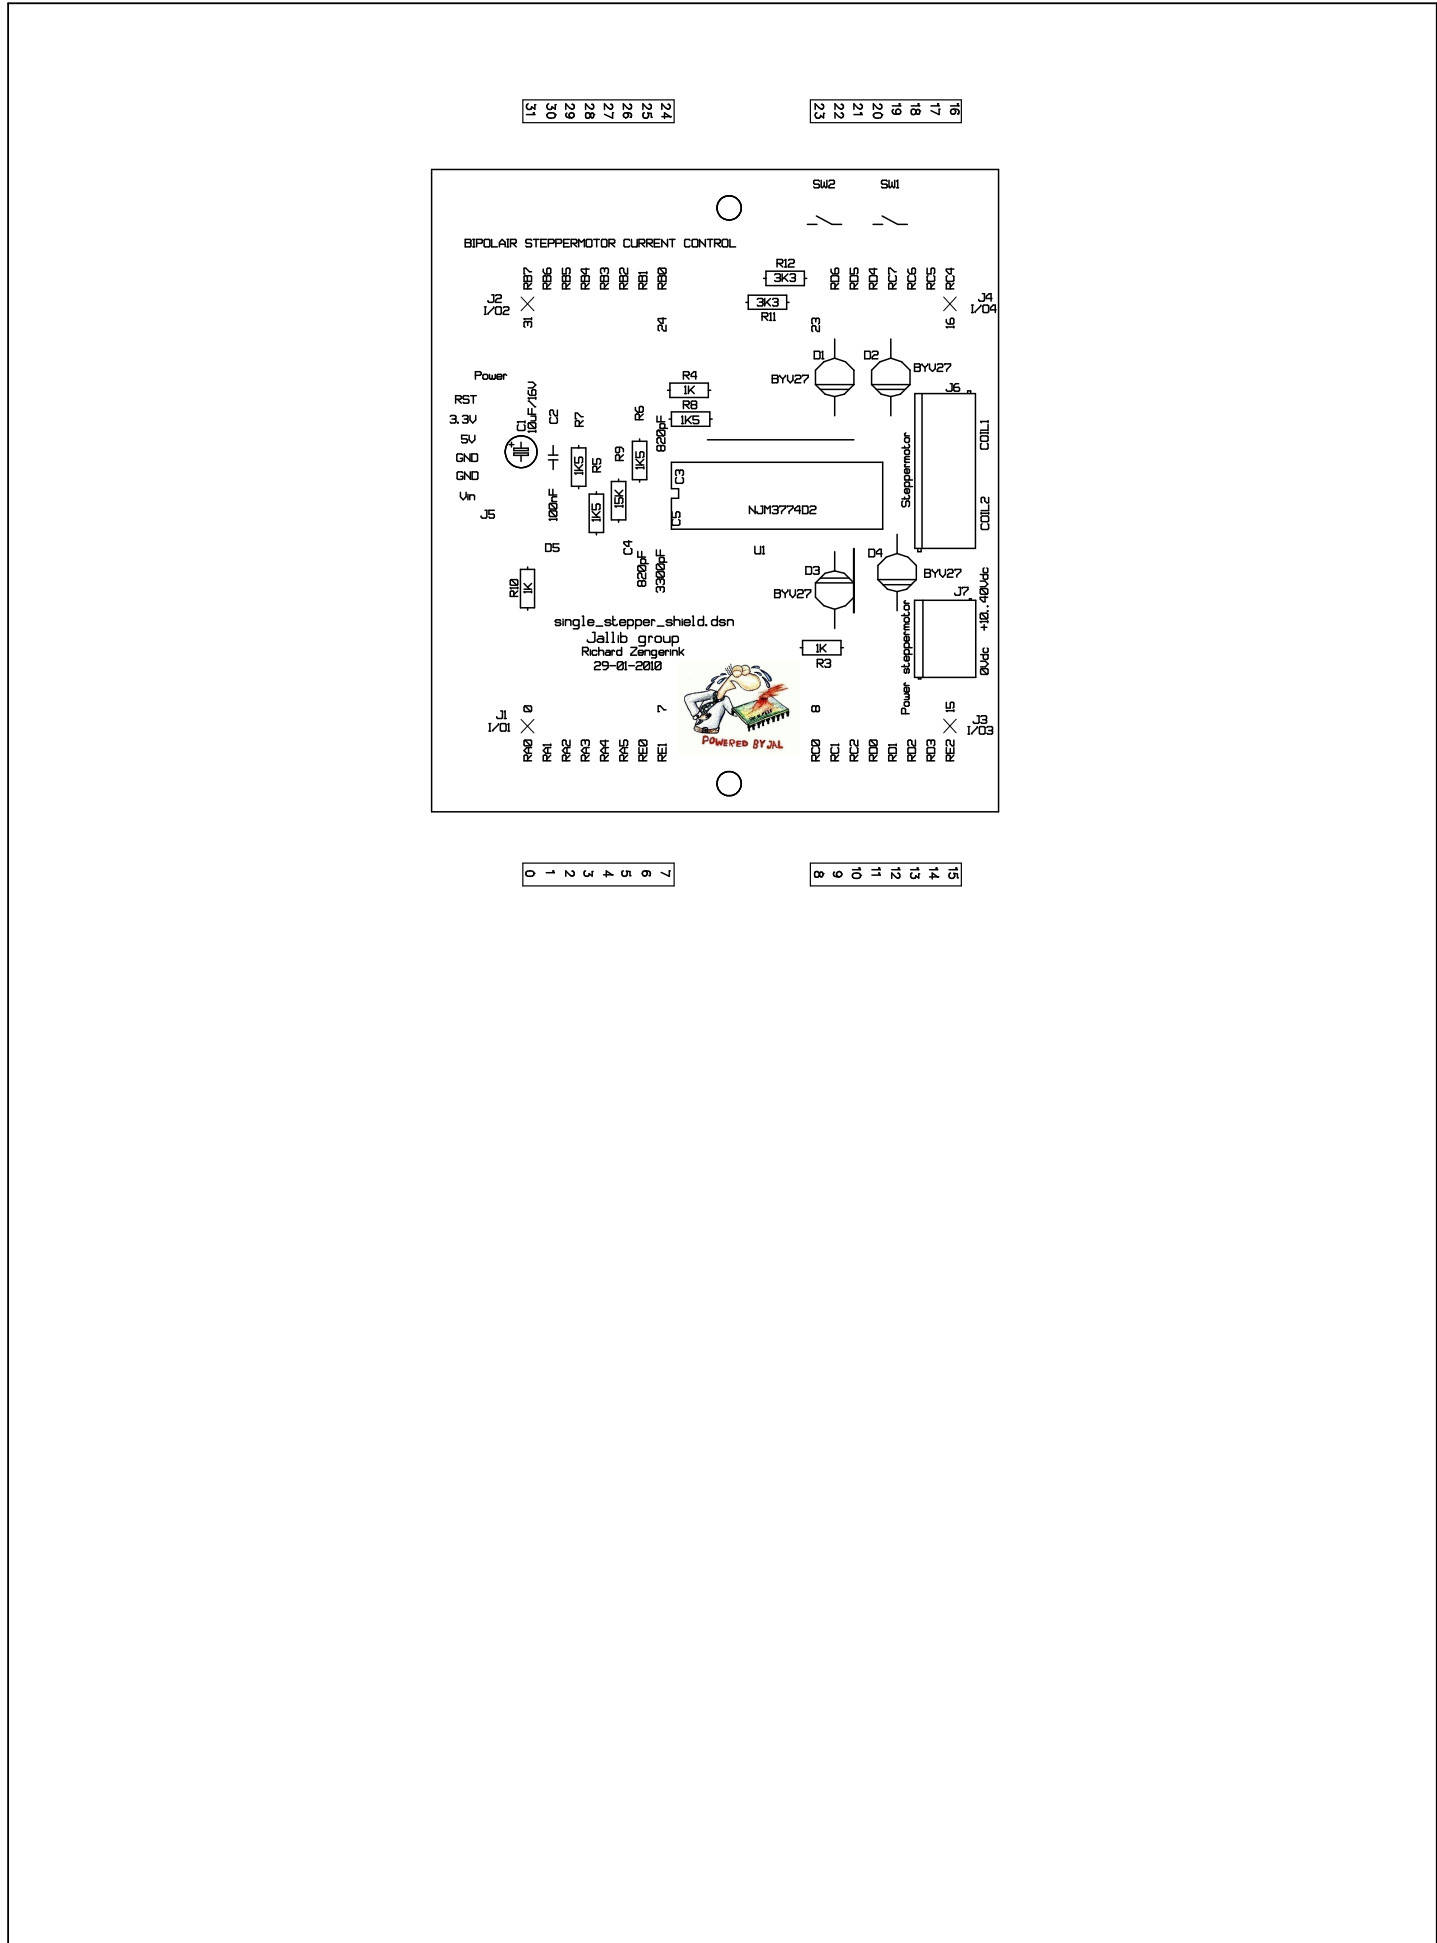 31 30 29 28 27 26 25 24
23 22 21 20 19 18 17 16
SW2 SW1
BIPOLAIR STEPPERMOTOR CURRENT CONTROL
RB7 RB6 RB5 RB4 RB3 RB2 RB1 RB0
R12
3K3
3K3
R11
RD6 RD5 RD4 RC7 RC6 RC5 RC4
J2
I/O2
31
24
23
16
J4
I/O4
D1
BYV27
D2
BYV27
Power
RST
3.3V
5V
GND
GND
Vin
J5
C1
10uF/16V
C2
100nF
R7
1K5
R5
1K5
R9
15K
R6
1K5
820pF
R4
1K
R8
1K5
C3
C5
NJM3774D2
U1
J6
Steppermotor
COIL1
COIL2
D5
C4
820pF
3300pF
R10
1K
D3
BYV27
D4
BYV27
J7
Power steppermotor
0Vdc +10..40Vdc
single_stepper_shield.dsn
Jallib group
Richard Zengerink
29-01-2010
1K
R3
POWERED BY JAL
J1
I/O1
0
7
8
15
J3
I/O3
RA0 RA1 RA2 RA3 RA4 RA5 RE0 RE1
RC0 RC1 RC2 RD0 RD1 RD2 RD3 RE2
0 1 2 3 4 5 6 7
8 9 10 11 12 13 14 15